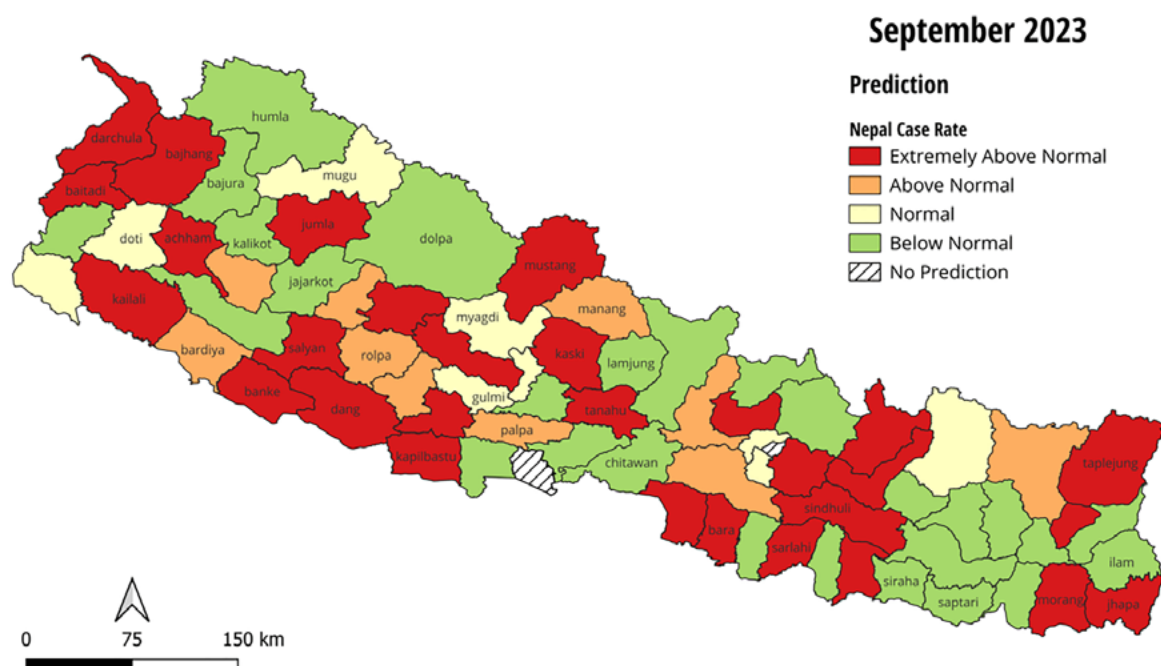 September 2023
Prediction
Nepal Case Rate
Extremely Above Normal
Above Normal
Normal
Below Normal
No Prediction
humla
darchula
bajhang
mugu
bajura
baitadi
jumla
doti
achham
kalikot
dolpa
mustang
jajarkot
kailali
manang
myagdi
bardiya
salyan
rolpa
kaski
lamjung
banke
gulmi
dang
tanahu
palpa
kapilbastu
chitawan
taplejung
sindhuli
bara
sarlahi
ilam
siraha
saptari
morang
jhapa
0 75 150 km